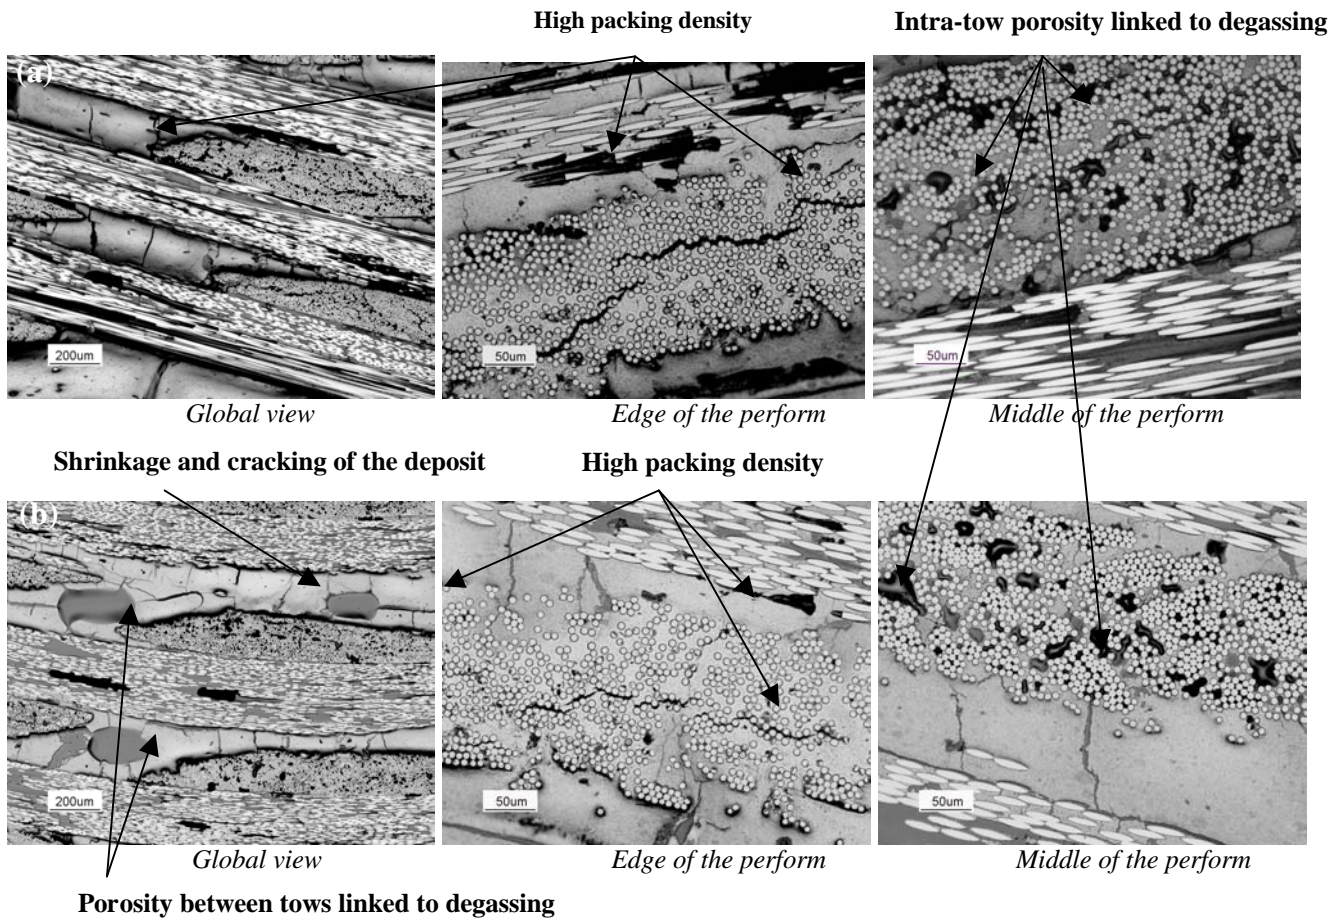 High packing density
Intra-tow porosity linked to degassing
(a)
200um
50um
50um
Global view
Edge of the perform
Middle of the perform
Shrinkage and cracking of the deposit
High packing density
(b)
200um
50um
50um
Global view
Edge of the perform
Middle of the perform
Porosity between tows linked to degassing